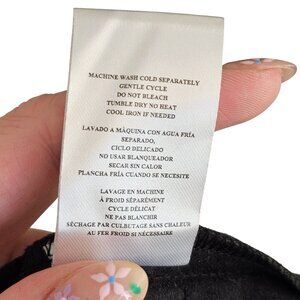 MACHINE WASH COLD SEPARATELY
GENTLE CYCLE
DO NOT BLEACH
TUMBLE DRY NO HEAT
COOL IRON IF NEEDED
LAVADO A MÀQUINA CON AGUA FRÍA
SEPARADO,
CICLO DELICADO
NO USAR BLANQUEADOR
SECAR SIN CALOR
PLANCHA FRÍA CUANDO SE NECESITE
LAVAGE EN MACHINE
À FROID SÉPARÉMENT
CYCLE DÉLICAT
NE PAS BLANCHIR
SÉCHAGE PAR CULBUTAGE SANS CHALEUR
AU FER FROID SI NÉCESSAIRE